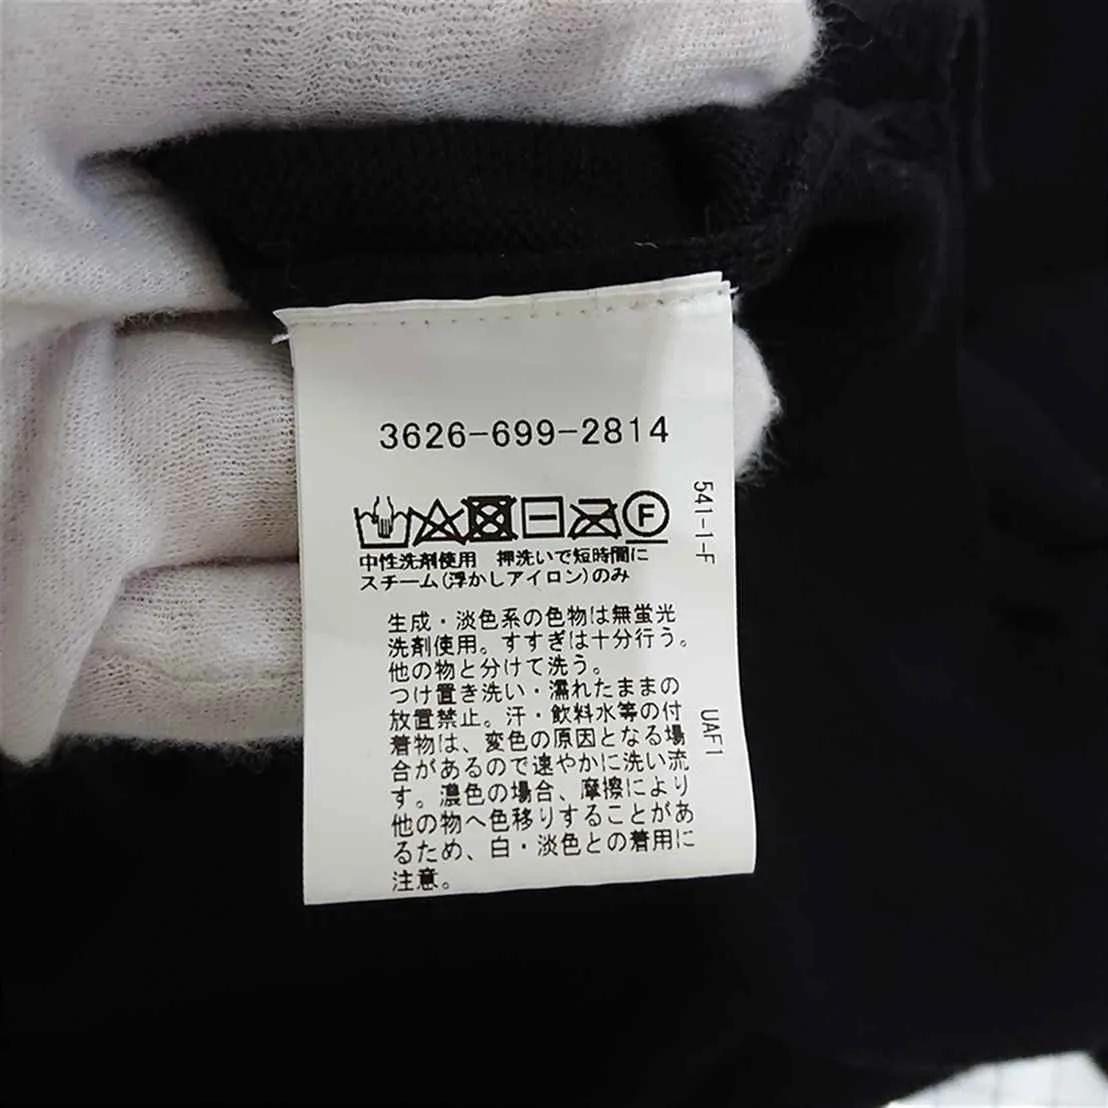 3626-699-2814
F
中性洗剤使用　押洗いで短時間に
スチーム(浮かしアイロン)のみ
生成・淡色系の色物は無蛍光
洗剤使用。すすぎは十分行う。
他の物と分けて洗う。
つけ置き洗い・濡れたままの
放置禁止。汗・飲料水等の付
着物は、変色の原因となる場
合があるので速やかに洗い流
す。濃色の場合、摩擦により
他の物へ色移りすることがあ
るため、白・淡色との着用に
注意。
541-1-F
UAF1